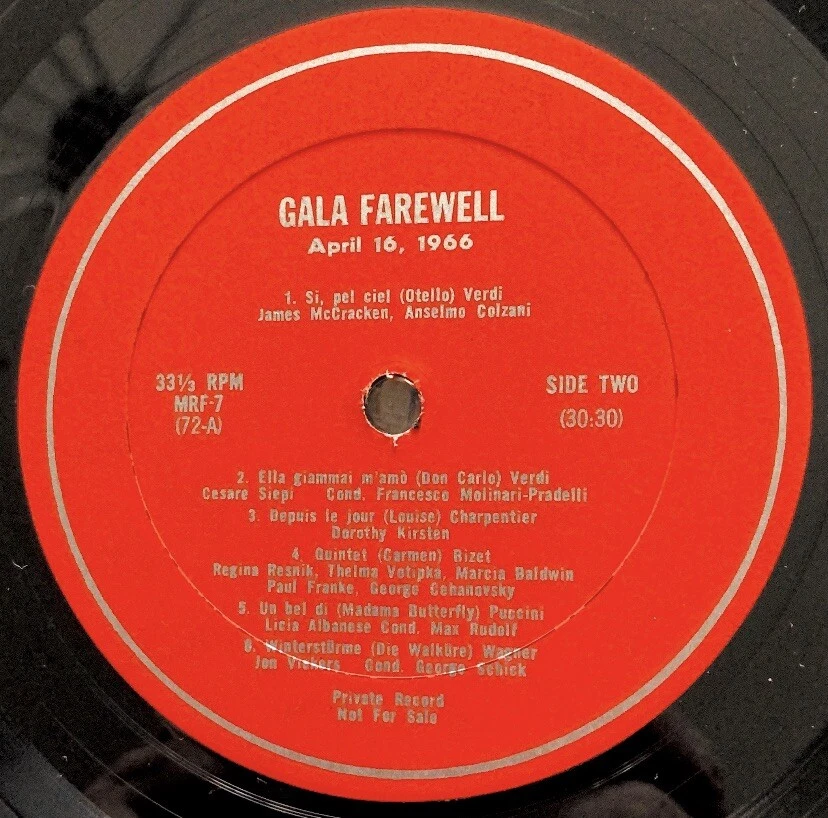 GALA FAREWELL
April 16, 1966
1. Si, pel ciel (Otello) Verdi
James McCracken, Anselmo Colzani
33⅓ RPM
MRF-7
(72-A)
SIDE TWO
(30:30)
2. Ella giammai m'amò (Don Carlo) Verdi
Cesare Siepi Cond. Francesco Molinari-Pradelli
3. Depuis le jour (Louise) Charpentier
Dorothy Kirsten
4. Quintet (Carmen) Bizet
Regina Resnik, Thelma Votipka, Marcia Baldwin
Paul Franke, George Cehanovsky
5. Un bel di (Madama Butterfly) Puccini
Licia Albanese Cond. Max Rudolf
6. Winterstürme (Die Walküre) Wagner
Jon Vickers Cond. George Schick
Private Record
Not For Sale